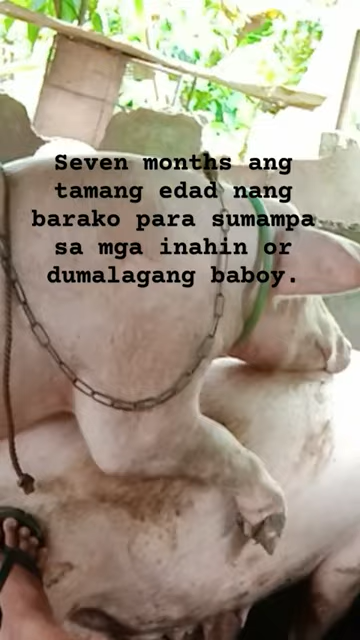 Seven months ang
tamang edad nang
barako para sumampa
sa mga inahin or
dumalagang baboy.